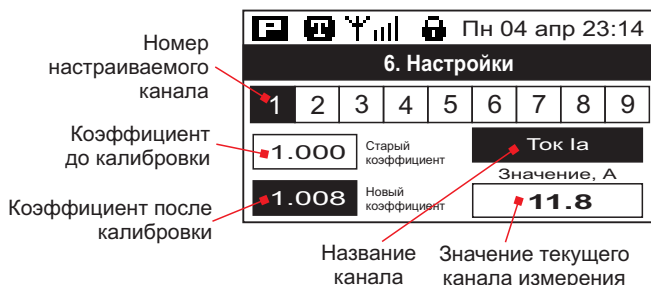 Пн 04 апр 23:14
6. Настройки
1 2 3 4 5 6 7 8 9
1.000 Старый коэффициент
Ток Ia
1.008 Новый коэффициент
Значение, А
11.8
Номер
настраиваемого
канала
Коэффициент
до калибровки
Коэффициент после
калибровки
Название
канала
Значение текущего
канала измерения